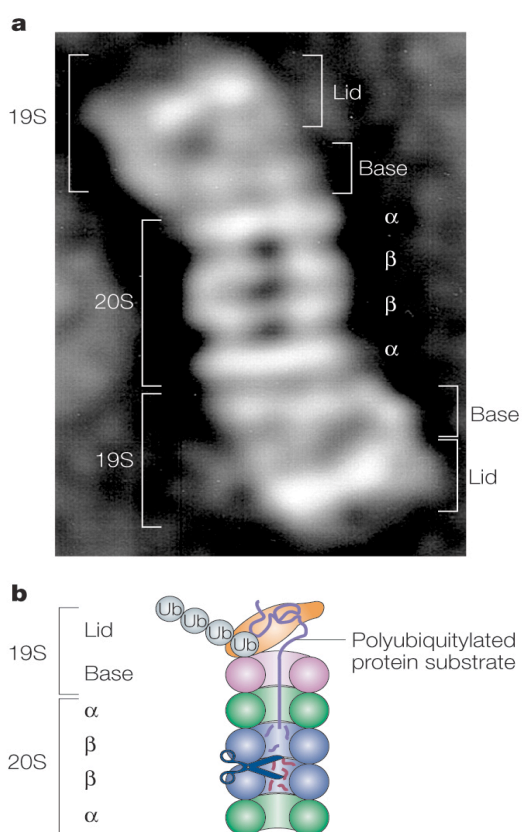 a
Lid
19S
Base
α
β
20S
β
α
Base
19S
Lid
b
Ub
Ub
Ub
Ub
Lid
19S
Polyubiquitylated
protein substrate
Base
α
β
20S
β
α